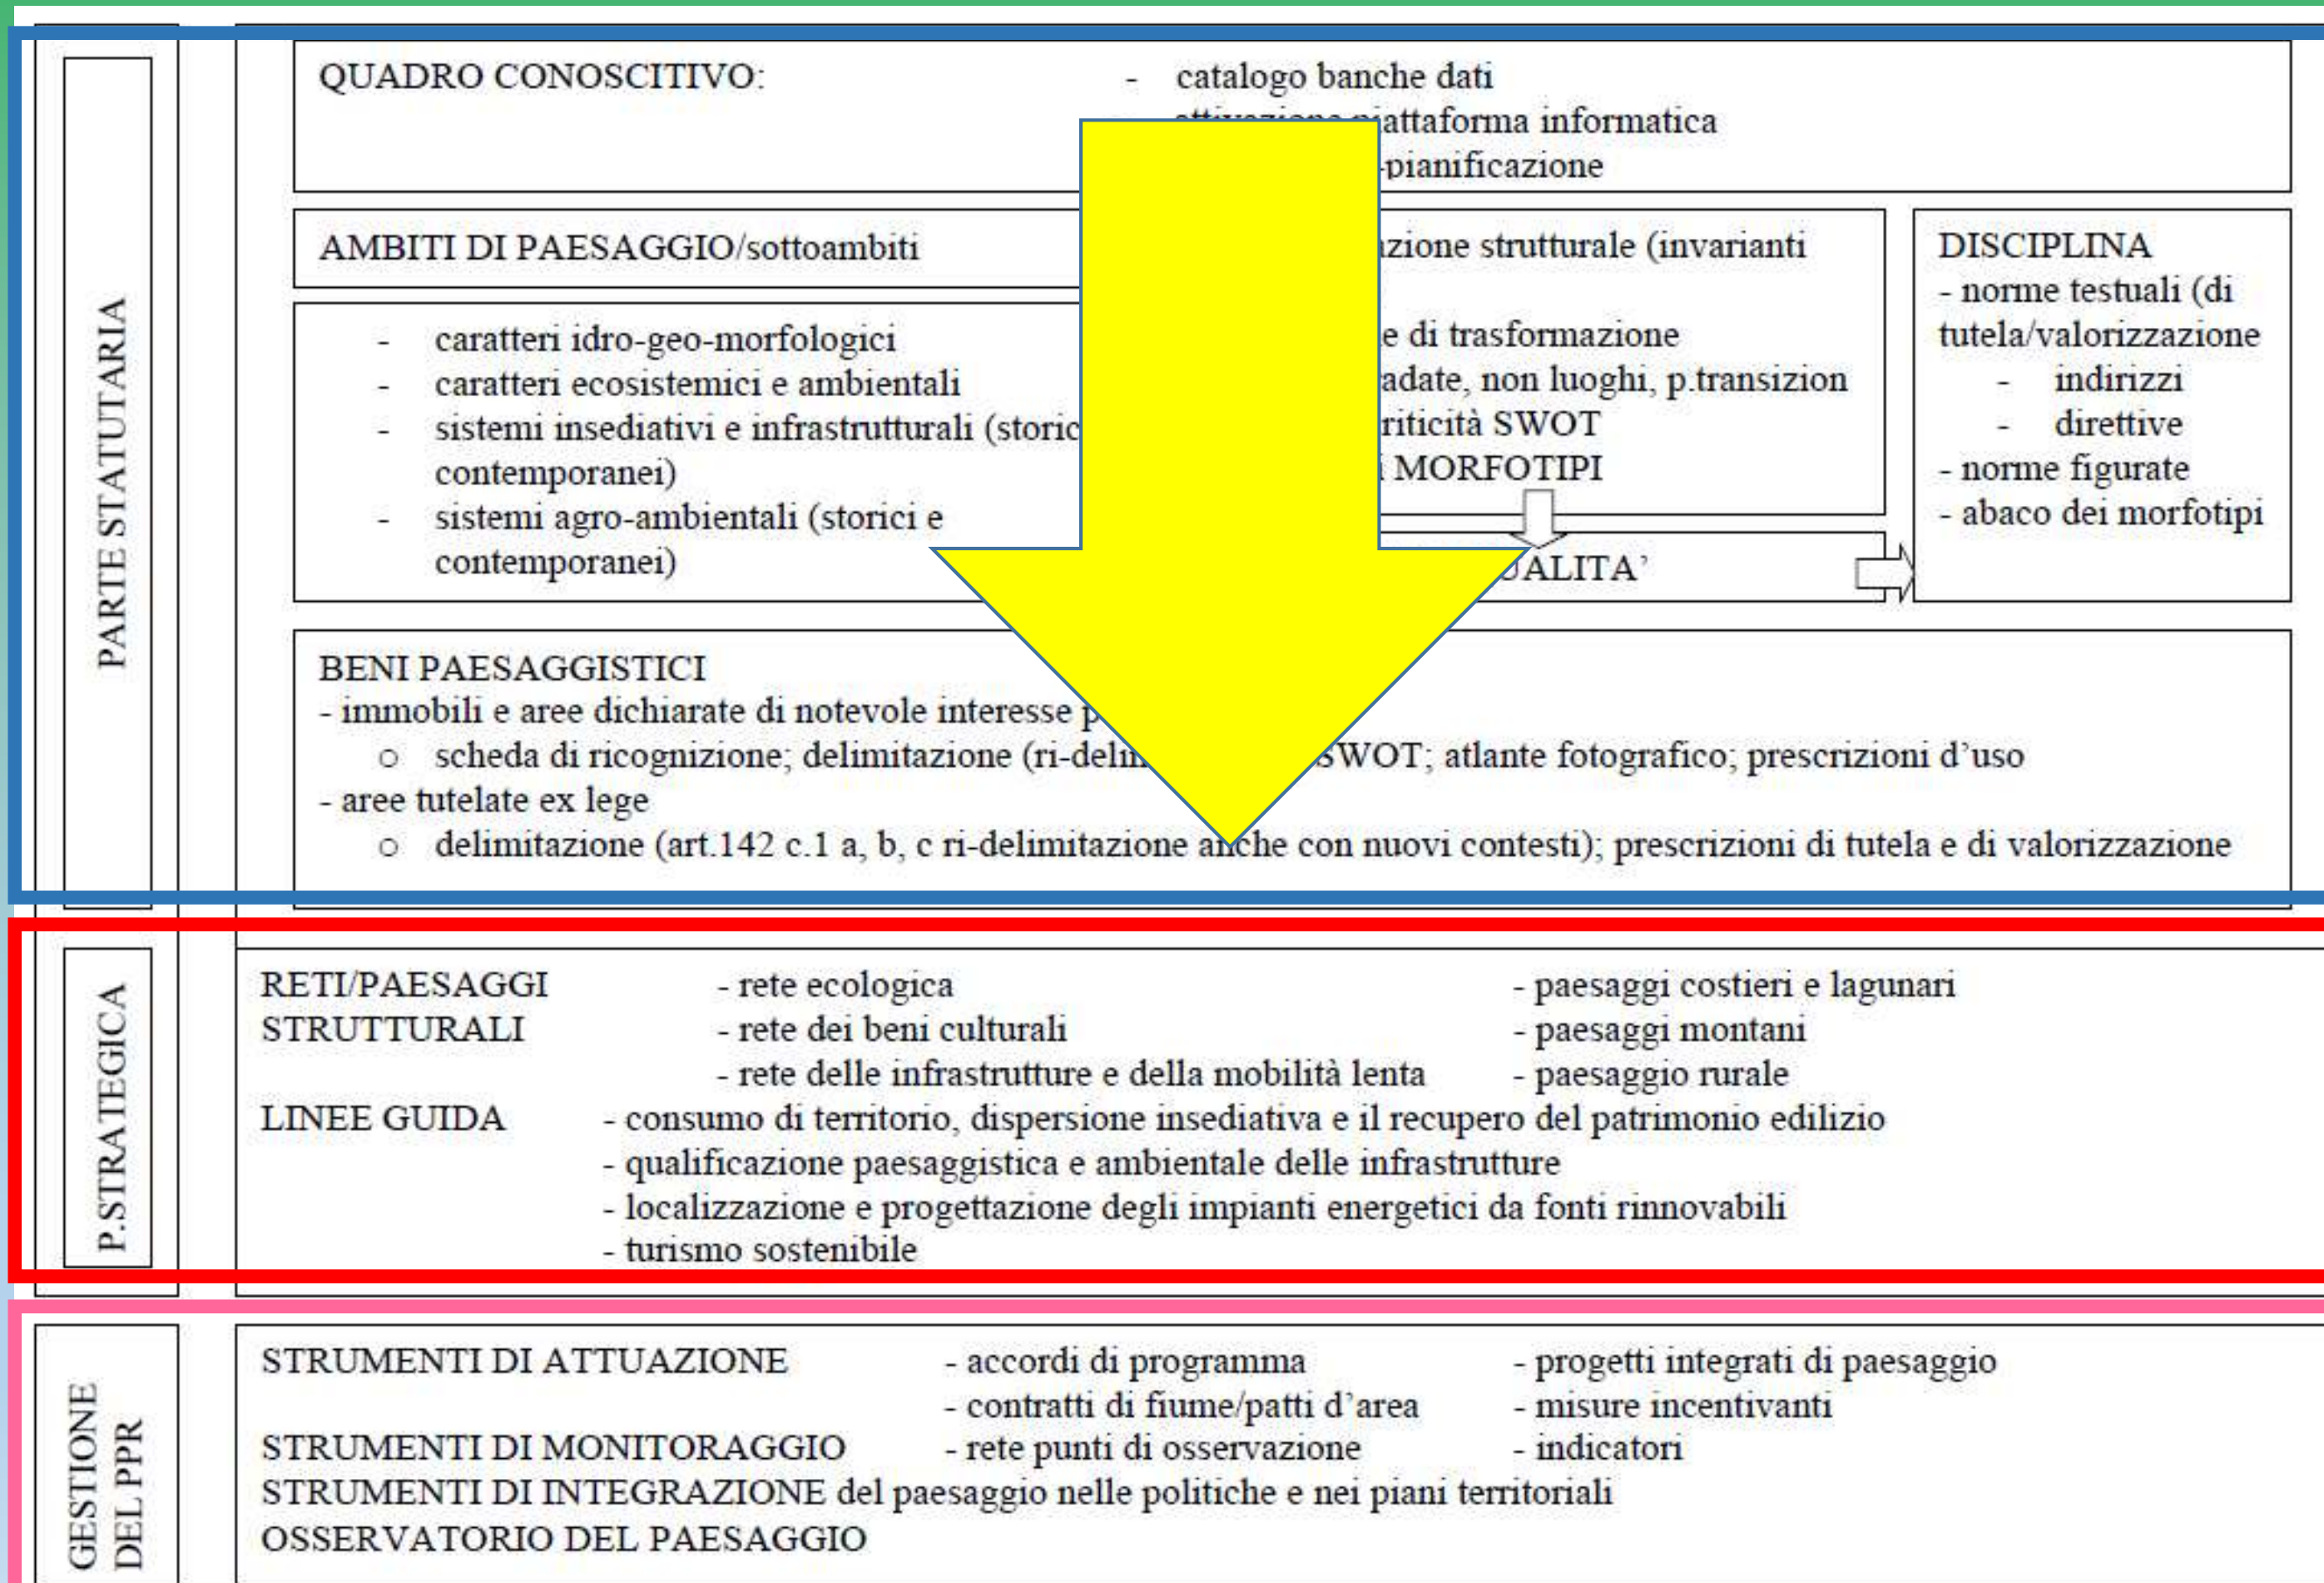 PARTE STATUTARIA
QUADRO CONOSCITIVO:
- catalogo banche dati
piattaforma informatica
-pianificazione
AMBITI DI PAESAGGIO/sottoambiti
- caratteri idro-geo-morfologici
- caratteri ecosistemici e ambientali
- sistemi insediativi e infrastrutturali (storic
contemporanei)
- sistemi agro-ambientali (storici e
contemporanei)
strutturale (invarianti
e di trasformazione
non luoghi, p.transizion
SWOT
MORFOTIPI
DISCIPLINA
- norme testuali (di
tutela/valorizzazione
- indirizzi
- direttive
- norme figurate
- abaco dei morfotipi
BENI PAESAGGISTICI
- immobili e aree dichiarate di notevole interesse
o scheda di ricognizione; delimitazione SWOT; atlante fotografico; prescrizioni d’uso
- aree tutelate ex lege
o delimitazione (art.142 c.1 a, b, c ri-delimitazione anche con nuovi contesti); prescrizioni di tutela e di valorizzazione
P.STRATEGICA
RETI/PAESAGGI - rete ecologica - paesaggi costieri e lagunari
STRUTTURALI - rete dei beni culturali - paesaggi montani
- rete delle infrastrutture e della mobilità lenta - paesaggio rurale
LINEE GUIDA - consumo di territorio, dispersione insediativa e il recupero del patrimonio edilizio
- qualificazione paesaggistica e ambientale delle infrastrutture
- localizzazione e progettazione degli impianti energetici da fonti rinnovabili
- turismo sostenibile
GESTIONE
DEL PPR
STRUMENTI DI ATTUAZIONE - accordi di programma - progetti integrati di paesaggio
- contratti di fiume/patti d’area - misure incentivanti
STRUMENTI DI MONITORAGGIO - rete punti di osservazione - indicatori
STRUMENTI DI INTEGRAZIONE del paesaggio nelle politiche e nei piani territoriali
OSSERVATORIO DEL PAESAGGIO